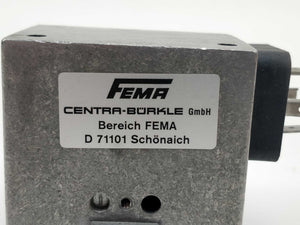 FEMA
CENTRA-BÜRKLE GmbH
Bereich FEMA
D 71101 Schönaich